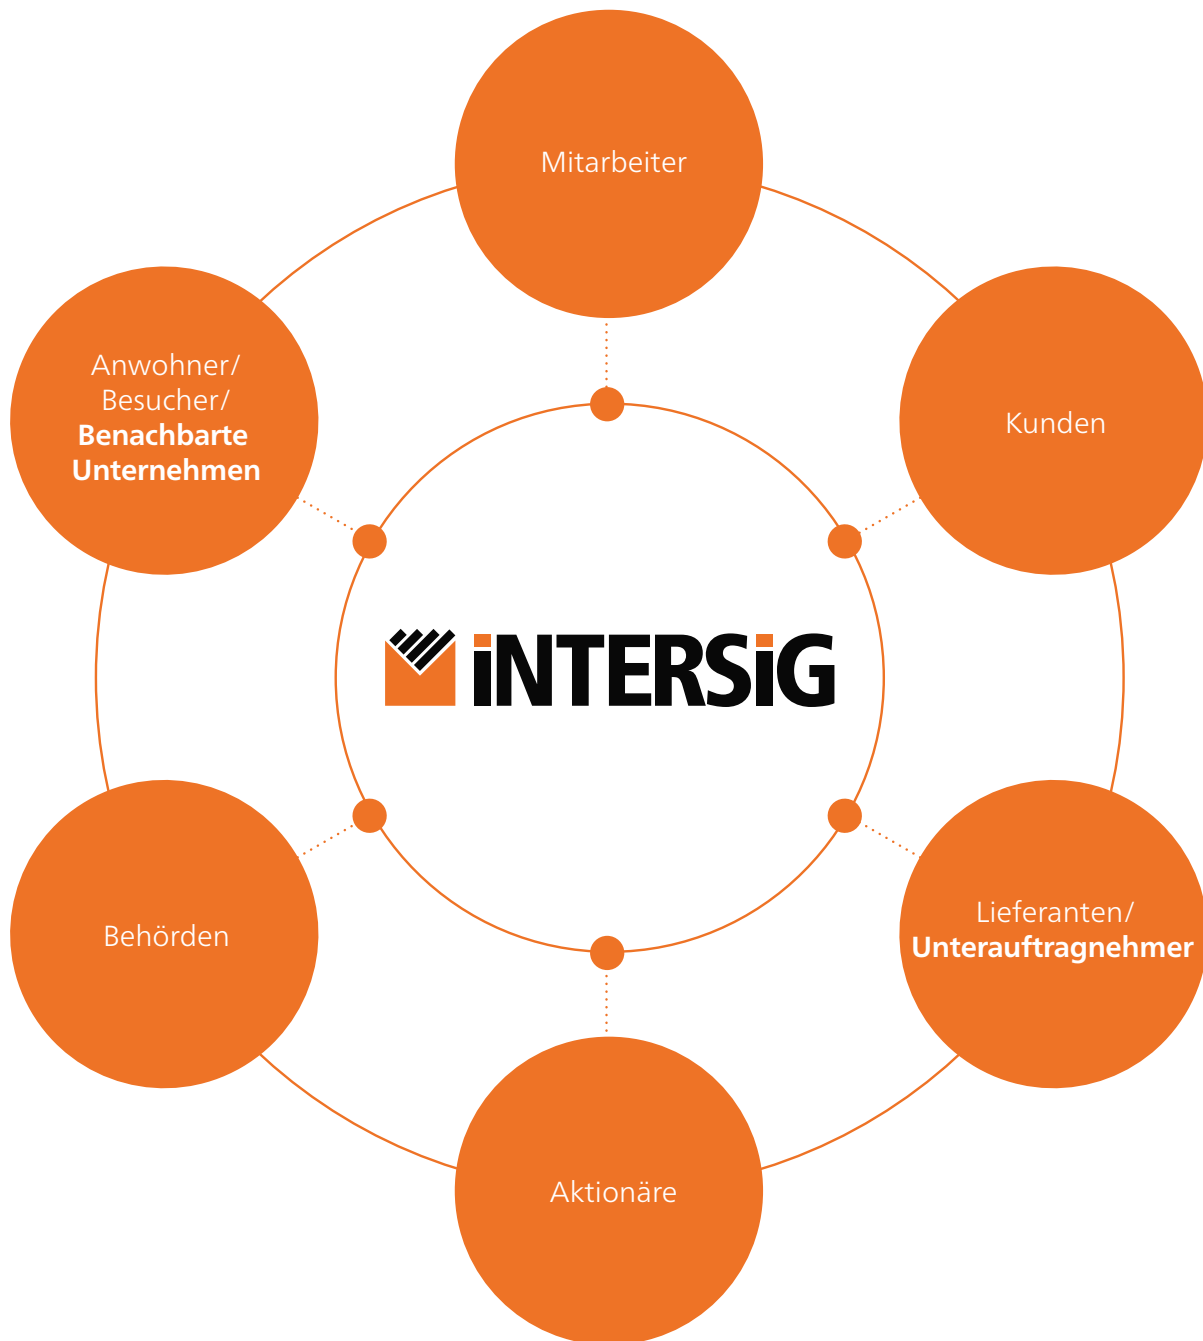 Mitarbeiter
Anwohner/
Besucher/
Benachbarte
Unternehmen
Kunden
iNTERSiG
Behörden
Lieferanten/
Unterauftragnehmer
Aktionäre